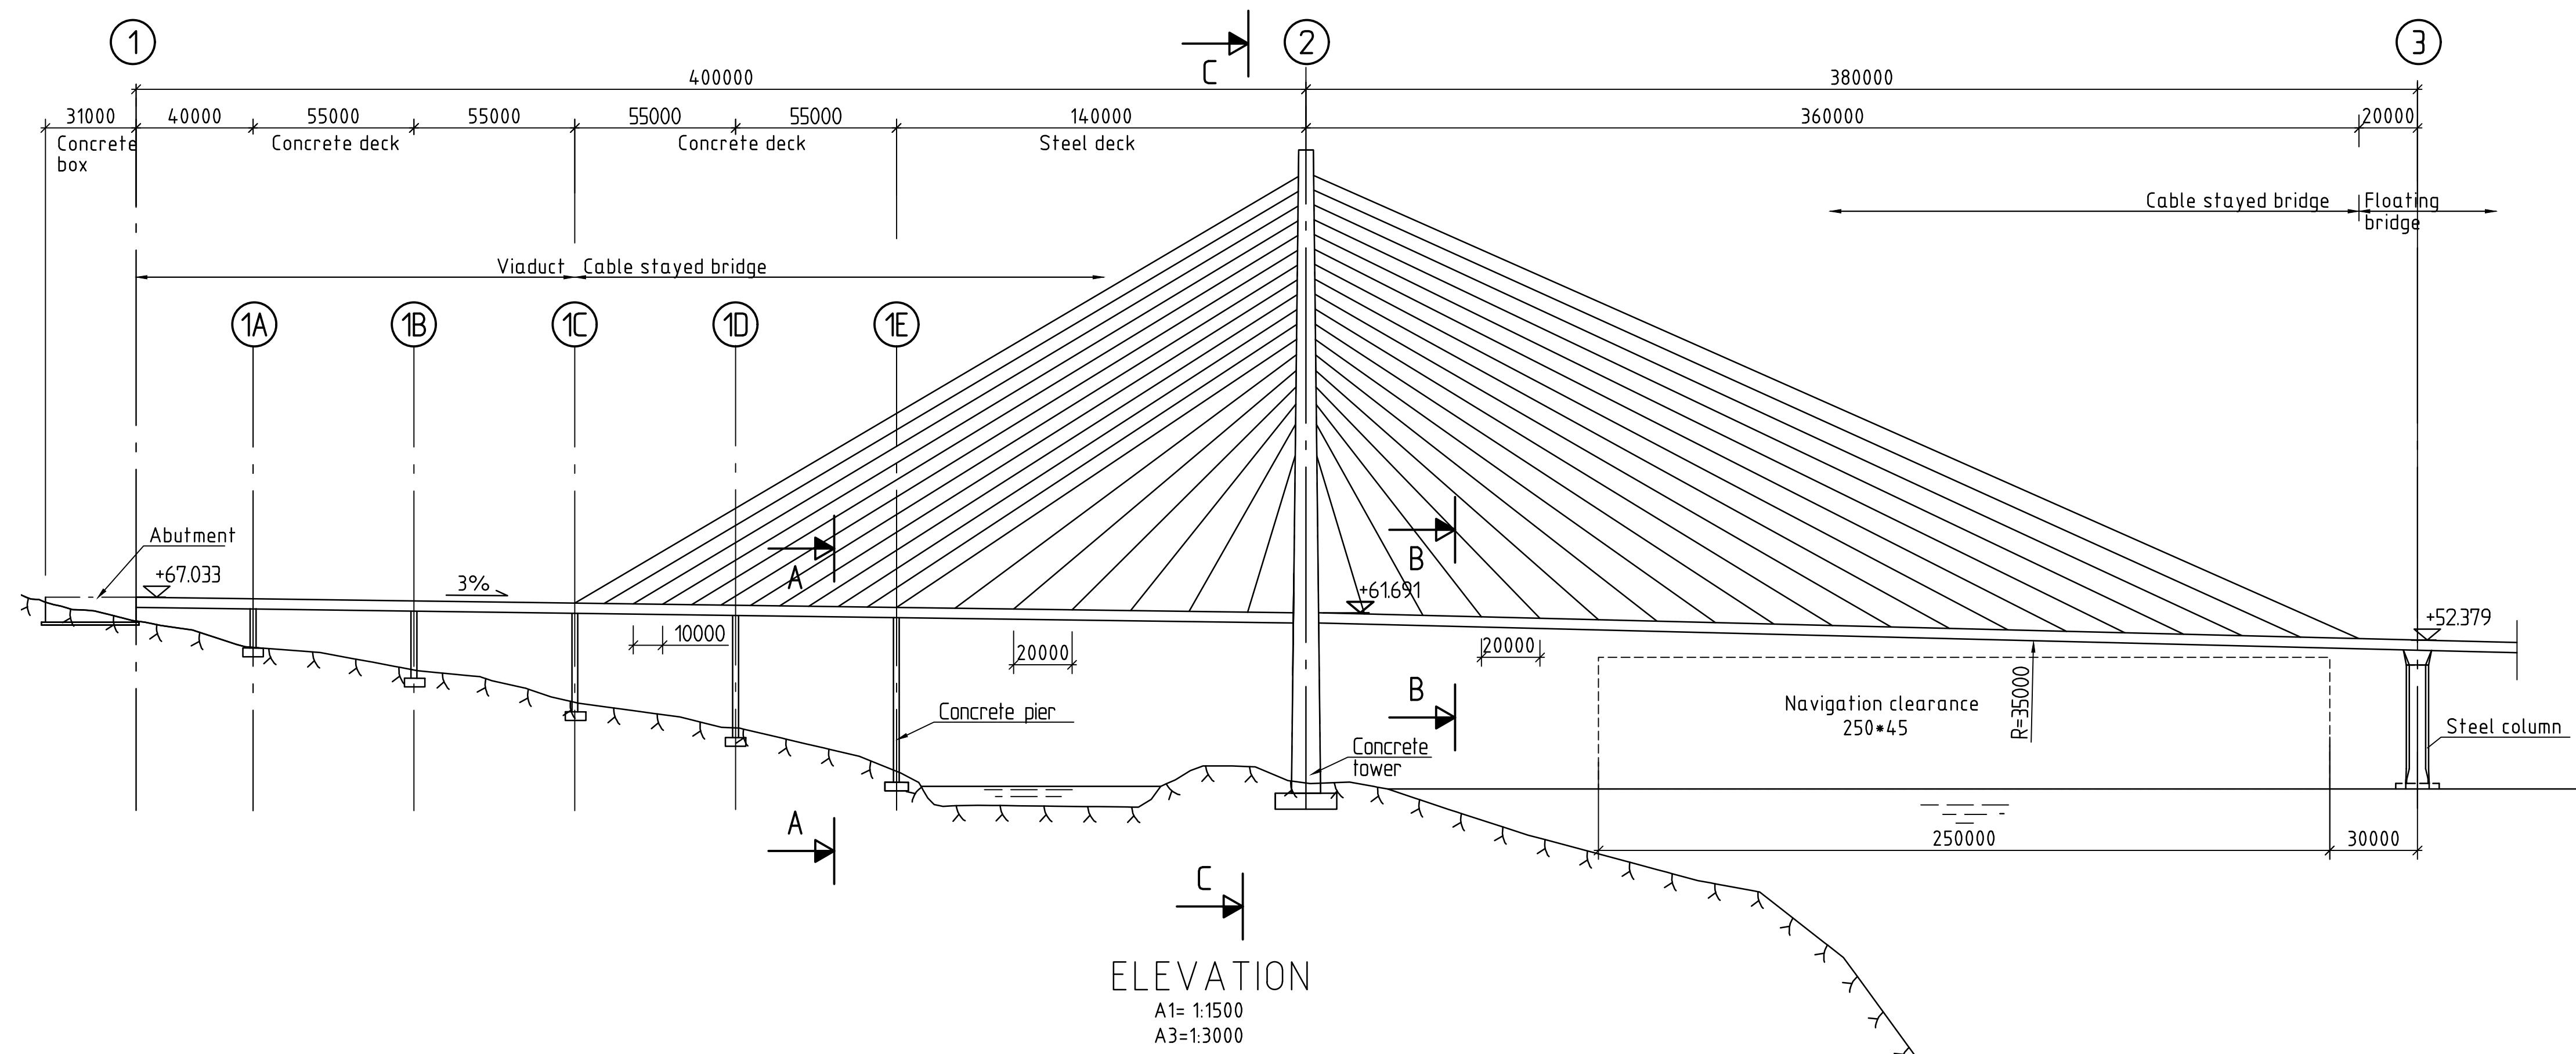 1
2
3
C
400000
380000
31000
40000
55000
55000
55000
55000
140000
360000
20000
Concrete
box
Concrete deck
Concrete deck
Steel deck
Cable stayed bridge
Floating
bridge
Viaduct
Cable stayed bridge
1A
1B
1C
1D
1E
Abutment
+67.033
3%
A
B
+61.691
+52.379
10000
20000
20000
B
R=35000
Navigation clearance
250*45
Concrete pier
Concrete
tower
Steel column
A
250000
30000
C
ELEVATION
A1= 1:1500
A3=1:3000